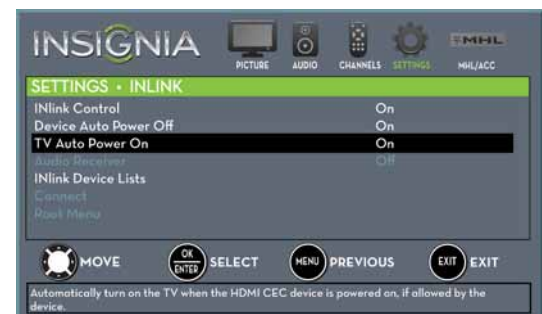 INSIGNIA
PICTURE AUDIO CHANNELS SETTINGS MHL MHL/ACC
SETTINGS • INLINK
INlink Control On
Device Auto Power Off On
TV Auto Power On On
Audio Receiver Off
INlink Device Lists
Connect
Root Menu
MOVE OK ENTER SELECT MENU PREVIOUS EXIT EXIT
Automatically turn on the TV when the HDMI CEC device is powered on, if allowed by the
device.